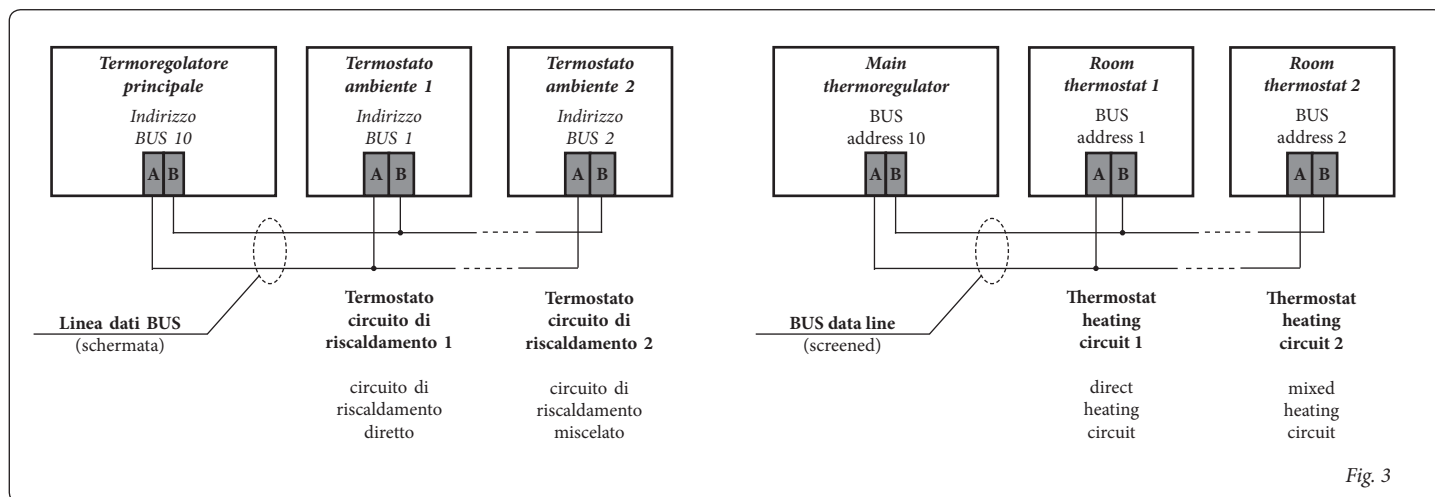 Termoregolatore
principale
Indirizzo
BUS 10
A B
Termostato
ambiente 1
Indirizzo
BUS 1
A B
Termostato
ambiente 2
Indirizzo
BUS 2
A B
Linea dati BUS
(schermata)
Termostato
circuito di
riscaldamento 1
circuito di
riscaldamento
diretto
Termostato
circuito di
riscaldamento 2
circuito di
riscaldamento
miscelato
Main
thermoregulator
BUS
address 10
A B
Room
thermostat 1
BUS
address 1
A B
Room
thermostat 2
BUS
address 2
A B
BUS data line
(screened)
Thermostat
heating
circuit 1
direct
heating
circuit
Thermostat
heating
circuit 2
mixed
heating
circuit
Fig. 3